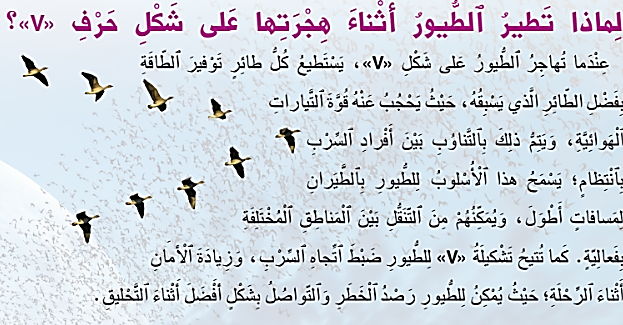 لِماذا تَطيرُ ٱلطُّيورُ أَثْناءَ هِجْرَتِها عَلى شَكْلِ حَرْفِ «V»؟
عِنْدَما تُهاجِرُ ٱلطُّيورُ عَلى شَكْلِ «V»، يَسْتَطيعُ كُلُّ طائِرٍ تَوْفيرَ ٱلطّاقَةِ
بِفَضْلِ ٱلطّائِرِ ٱلَّذي يَسْبِقُهُ، حَيْثُ يَحْجُبُ عَنْهُ قُوَّةَ ٱلتَّياراتِ
ٱلْهَوائِيَّةِ، وَيَتِمُّ ذلِكَ بِٱلتَّناوُبِ بَيْنَ أَفْرادِ ٱلسِّرْبِ
بِٱنْتِظامٍ؛ يَسْمَحُ هذا ٱلْأُسْلوبُ لِلطُّيورِ بِٱلطَّيَرانِ
لِمَسافاتٍ أَطْوَلَ، وَيُمَكِّنُهُمْ مِنَ ٱلتَّنَقُّلِ بَيْنَ ٱلْمَناطِقِ ٱلْمُخْتَلِفَةِ
بِفَعالِيَّةٍ. كَما تُتيحُ تَشْكيلَةُ «V» لِلطُّيورِ ضَبْطَ ٱتِّجاهِ ٱلسِّرْبِ، وَزِيادَةَ ٱلْأَمانِ
أَثْناءَ ٱلرِّحْلَةِ؛ حَيْثُ يُمْكِنُ لِلطُّيورِ رَصْدُ ٱلْخَطَرِ وَٱلتَّواصُلُ بِشَكْلٍ أَفْضَلَ أَثْناءَ ٱلتَّحْليقِ.